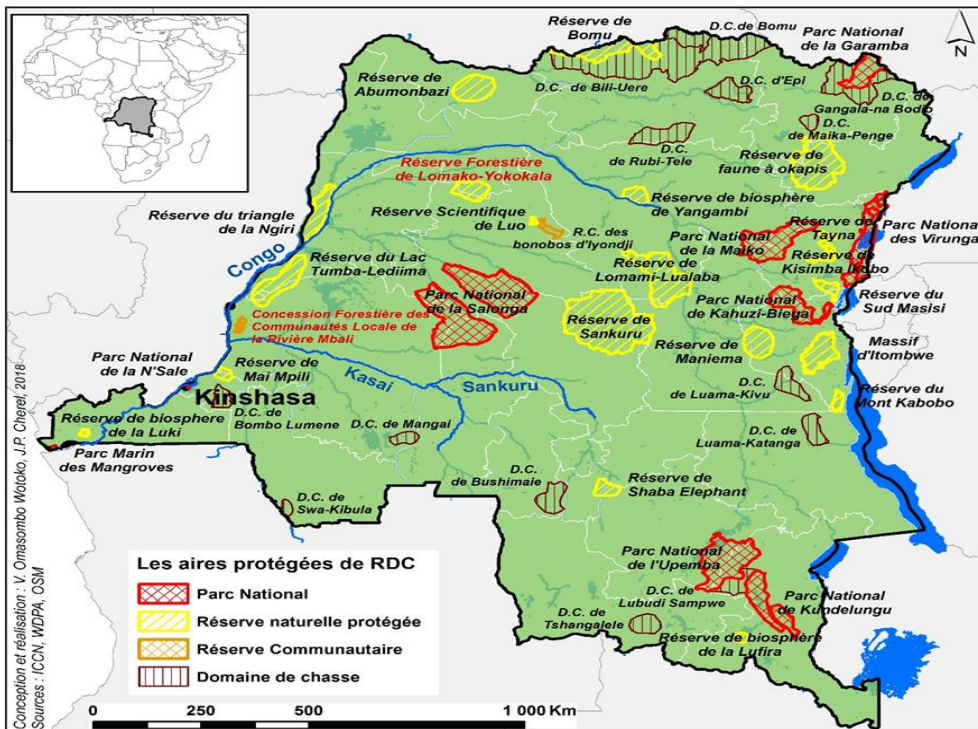 Réserve de
Bomu
D.C. de Bomu
Parc National
de la Garamba
N
Réserve de
Abumonbazi
D.C. de Bili-Uere
D.C. d'Epi
D.C. de
Gangala-na Bodio
D.C.
de Maika-Penge
D.C.
de Rubi-Tele
Réserve de
faune à okapis
Réserve Forestière
de Lomako-Yokokala
Réserve de biosphère
de Yangambi
Réserve du triangle
de la Ngiri
Réserve Scientifique
de Luo
R.C. des
bonobos d'Iyondji
Parc National
de la Maiko
Réserve de
Tayna
Parc National
des Virunga
Congo
Réserve du Lac
Tumba-Lediima
Réserve de
Lomami-Lualaba
Réserve de
Kisimba Ikobo
Parc National
de la Salonga
Parc National
de Kahuzi-Biega
Réserve du
Sud Masisi
Concession Forestière des
Communautés Locale de
la Rivière Mbali
Réserve de
Sankuru
Réserve de
Maniema
Massif
d'Itombwe
Parc National
de la N'Sale
Réserve de
Mai Mpili
Kasai
Sankuru
D.C.
de Luama-Kivu
Réserve du
Mont Kabobo
Kinshasa
Réserve de biosphere
de la Luki
D.C. de
Bombo Lumene
D.C. de Mangai
D.C. de
Luama-Katanga
Parc Marin
des Mangroves
D.C.
de Bushimaie
Réserve de
Shaba Elephant
D.C. de
Swa-Kibula
Parc National
de l'Upemba
D.C. de
Lubudi Sampwe
Parc National
de Kundelungu
D.C. de
Tshangalele
Réserve de biosphère
de la Lufira
Les aires protégées de RDC
Parc National
Réserve naturelle protégée
Réserve Communautaire
Domaine de chasse
0 250 500 1 000 Km
Conception et réalisation : V. Omasombo Wotoko, J.P. Cherel, 2018
Sources : ICCN, WDPA, OSM